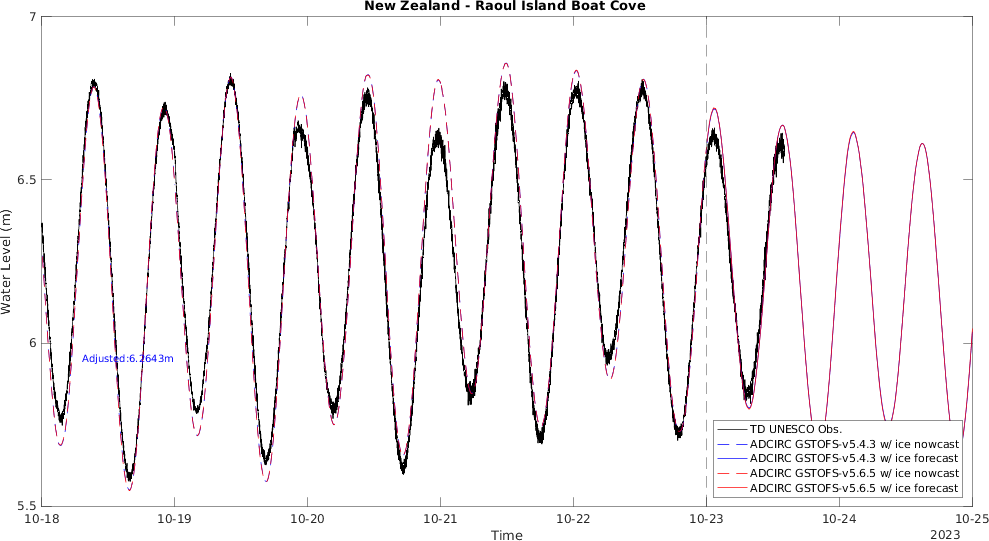 New Zealand - Raoul Island Boat Cove
Water Level (m)
7
6.5
6
5.5
Adjusted:6.2643m
TD UNESCO Obs.
ADCIRC GSTOFS-v5.4.3 w/ ice nowcast
ADCIRC GSTOFS-v5.4.3 w/ ice forecast
ADCIRC GSTOFS-v5.6.5 w/ ice nowcast
ADCIRC GSTOFS-v5.6.5 w/ ice forecast
10-18 10-19 10-20 10-21 10-22 10-23 10-24 10-25
Time
2023